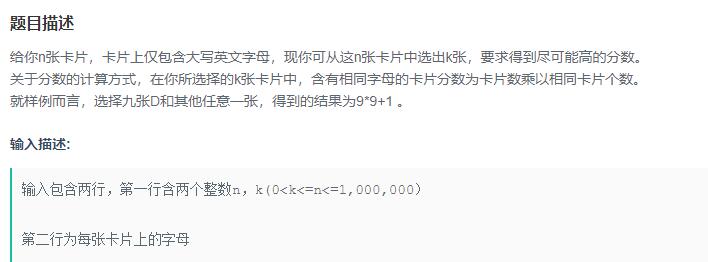 题目描述
给你n张卡片，卡片上仅包含大写英文字母，现你可从这n张卡片中选出k张，要求得到尽可能高的分数。
关于分数的计算方式，在你所选择的k张卡片中，含有相同字母的卡片分数为卡片数乘以相同卡片个数。
就样例而言，选择九张D和其他任意一张，得到的结果为9*9+1 。
输入描述:
输入包含两行，第一行含两个整数n，k(0<k<=n<=1,000,000）
第二行为每张卡片上的字母